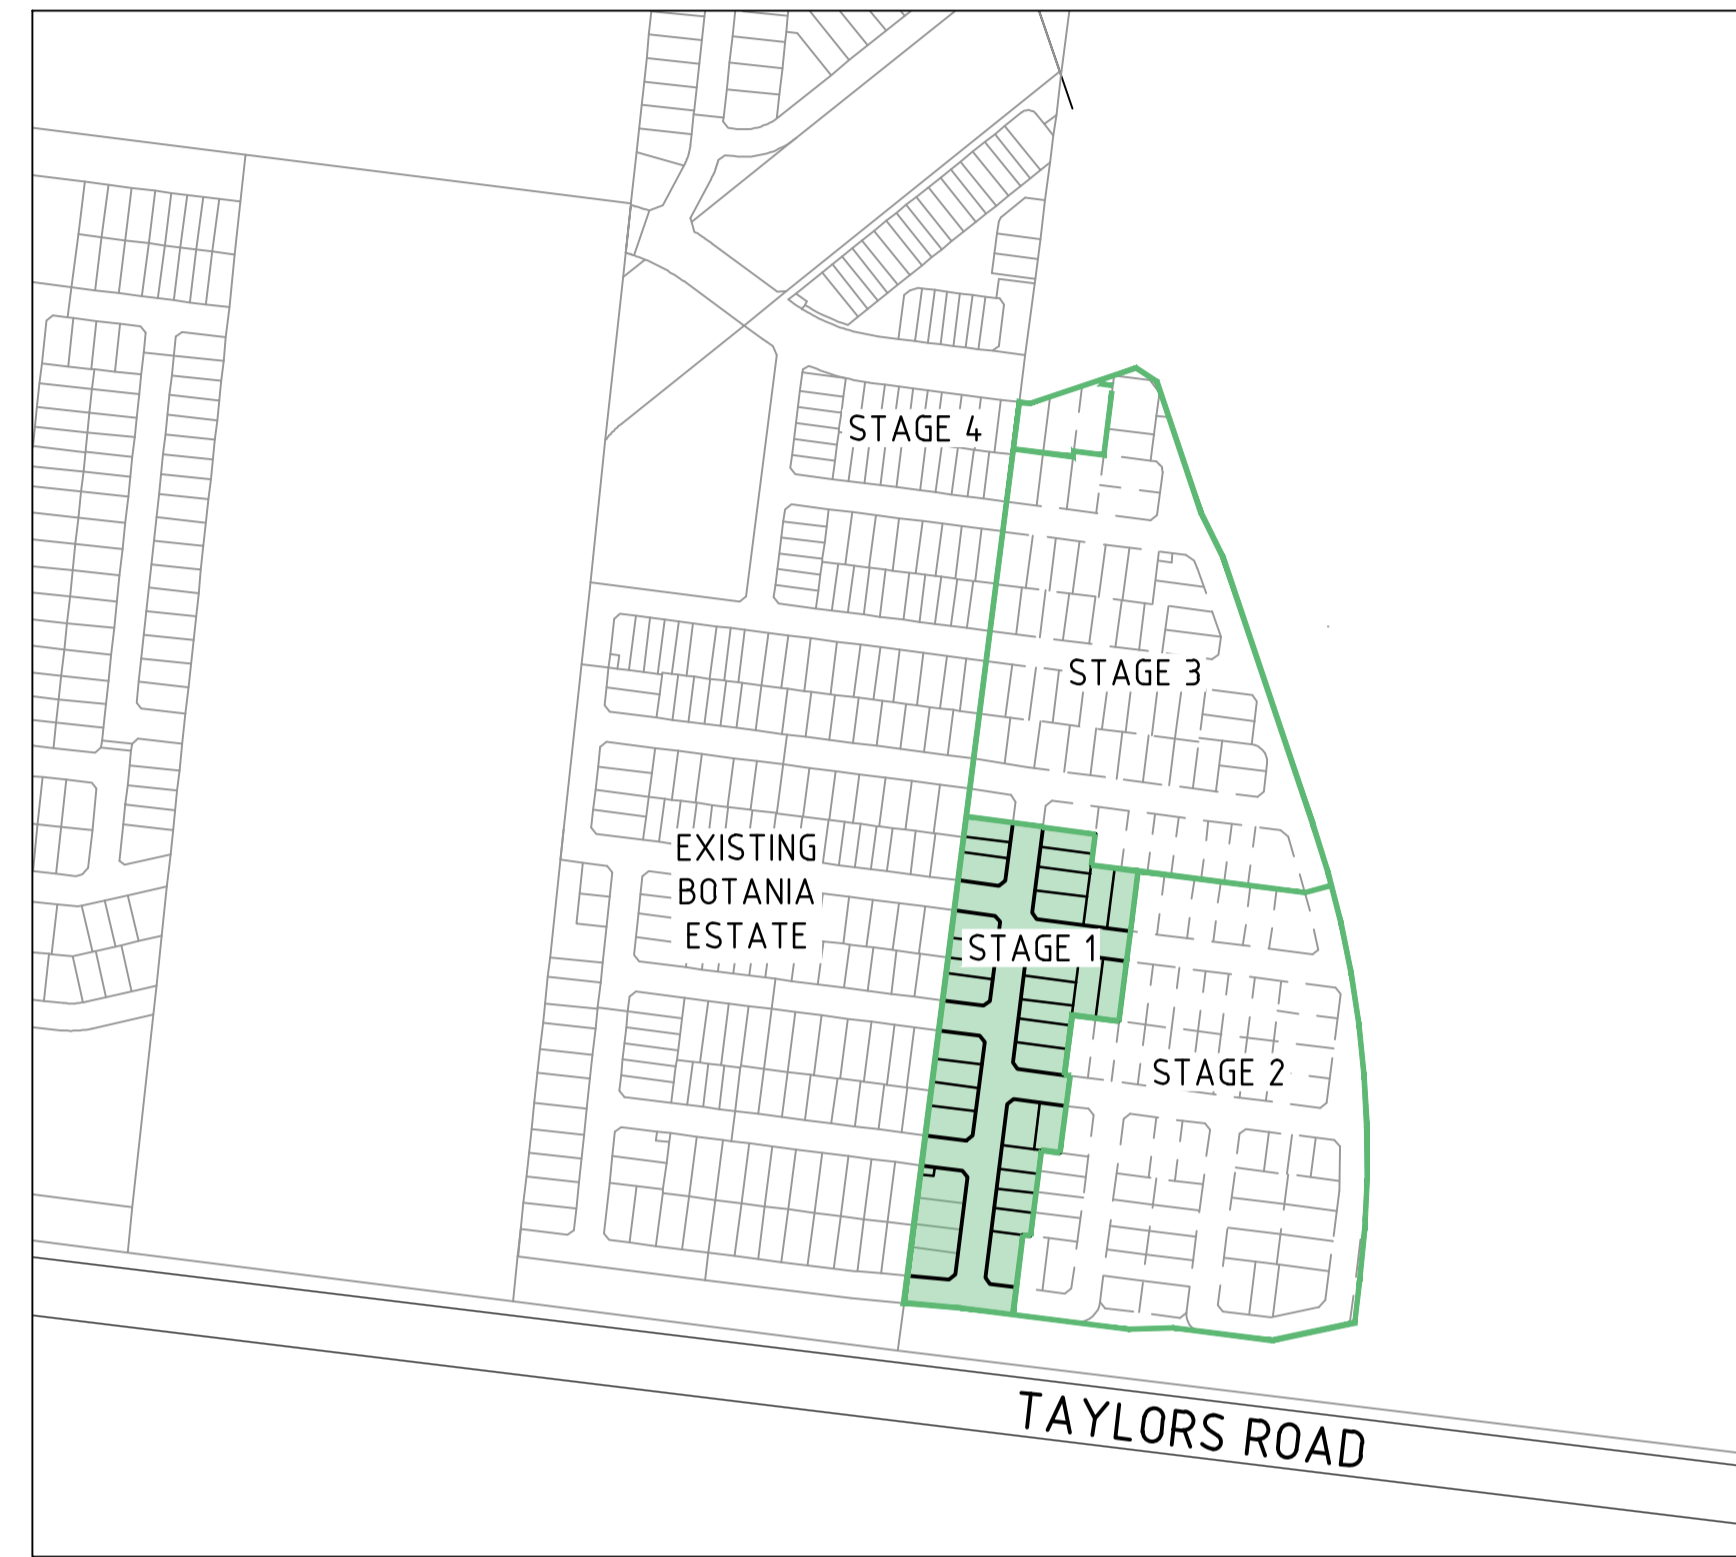 STAGE 4
STAGE 3
EXISTING
BOTANIA
ESTATE
STAGE 1
STAGE 2
TAYLORS ROAD